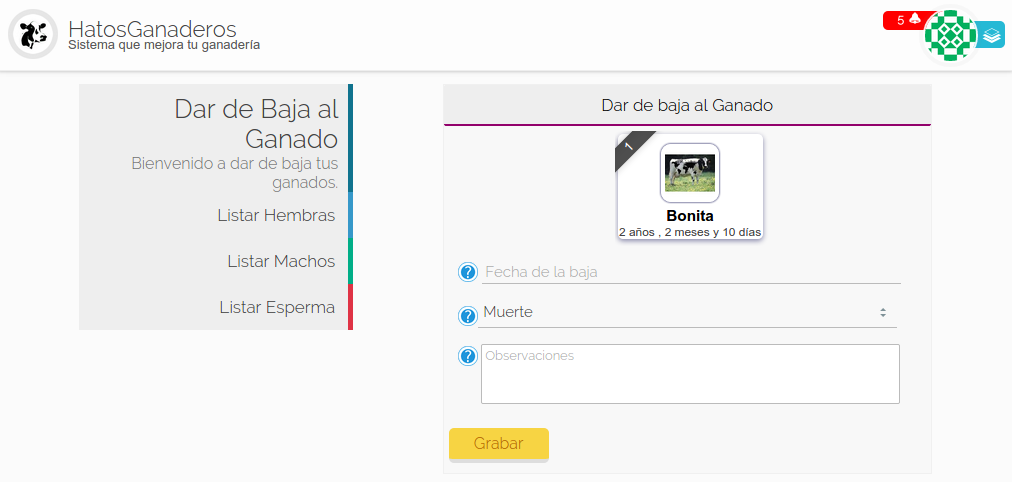 HatosGanaderos
Sistema que mejora tu ganadería
5
Dar de Baja al
Ganado
Bienvenido a dar de baja tus
ganados.
Listar Hembras
Listar Machos
Listar Esperma
Dar de baja al Ganado
1
Bonita
2 años , 2 meses y 10 días
? Fecha de la baja
? Muerte
? Observaciones
Grabar